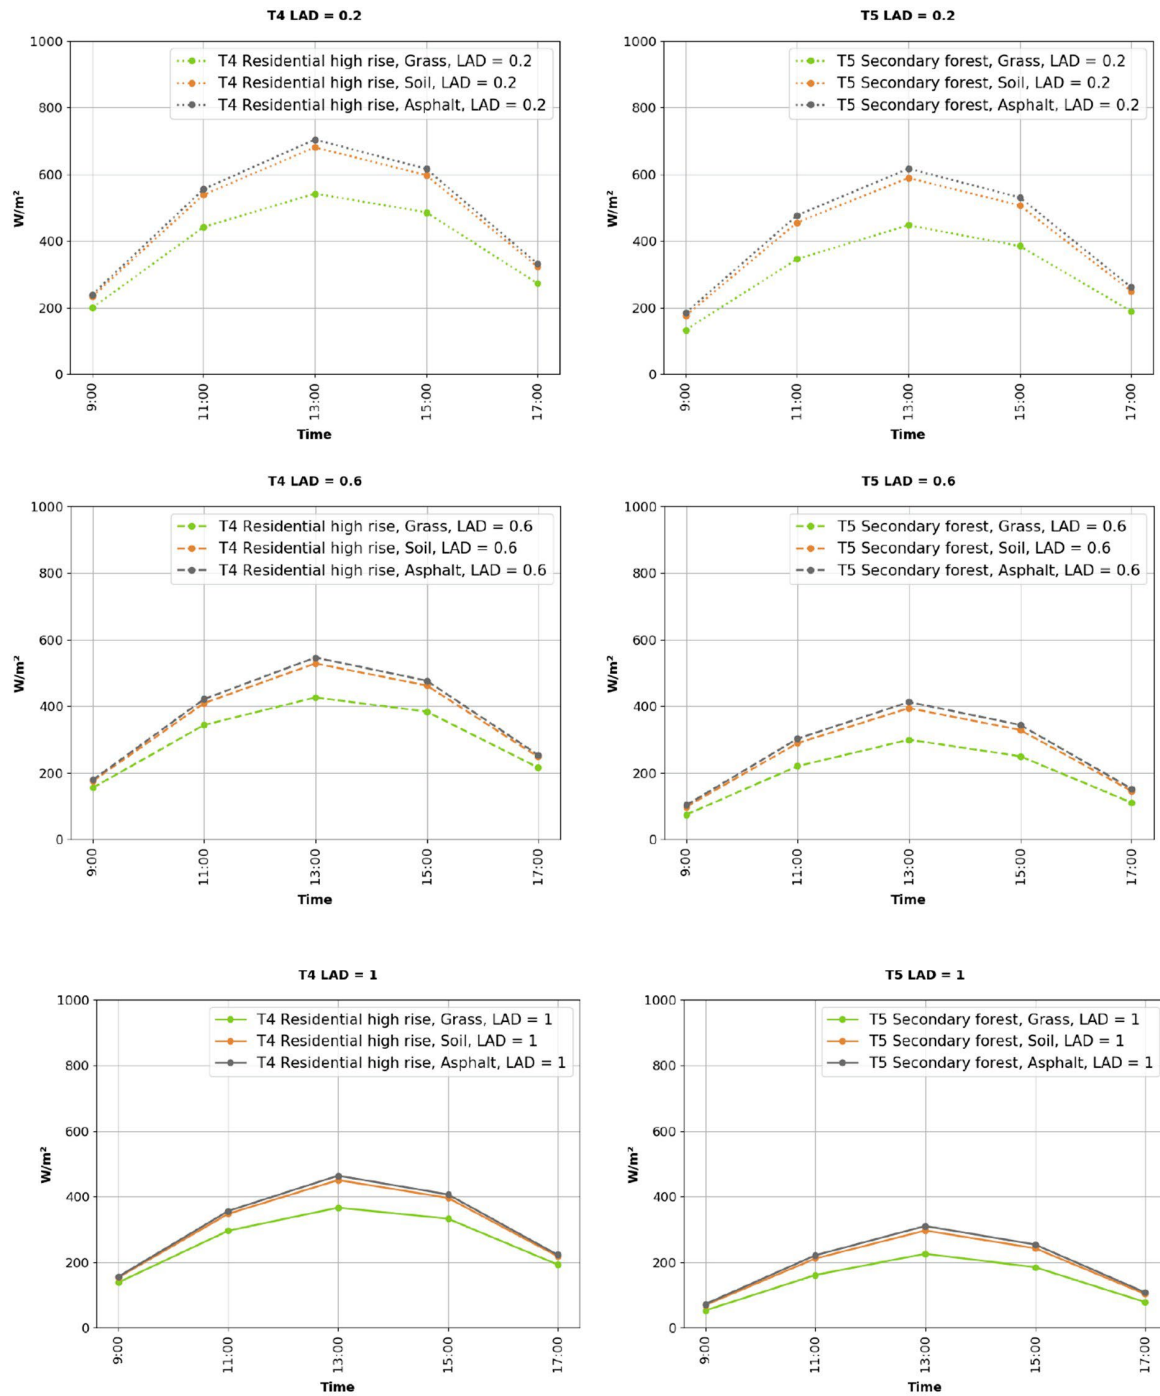 T4 LAD = 0.2
1000
800
600
400
200
0
W/m²
T4 Residential high rise, Grass, LAD = 0.2
T4 Residential high rise, Soil, LAD = 0.2
T4 Residential high rise, Asphalt, LAD = 0.2
9:00
11:00
13:00
15:00
17:00
Time
T5 LAD = 0.2
1000
800
600
400
200
0
W/m²
T5 Secondary forest, Grass, LAD = 0.2
T5 Secondary forest, Soil, LAD = 0.2
T5 Secondary forest, Asphalt, LAD = 0.2
9:00
11:00
13:00
15:00
17:00
Time
T4 LAD = 0.6
1000
800
600
400
200
0
W/m²
T4 Residential high rise, Grass, LAD = 0.6
T4 Residential high rise, Soil, LAD = 0.6
T4 Residential high rise, Asphalt, LAD = 0.6
9:00
11:00
13:00
15:00
17:00
Time
T5 LAD = 0.6
1000
800
600
400
200
0
W/m²
T5 Secondary forest, Grass, LAD = 0.6
T5 Secondary forest, Soil, LAD = 0.6
T5 Secondary forest, Asphalt, LAD = 0.6
9:00
11:00
13:00
15:00
17:00
Time
T4 LAD = 1
1000
800
600
400
200
0
W/m²
T4 Residential high rise, Grass, LAD = 1
T4 Residential high rise, Soil, LAD = 1
T4 Residential high rise, Asphalt, LAD = 1
9:00
11:00
13:00
15:00
17:00
Time
T5 LAD = 1
1000
800
600
400
200
0
W/m²
T5 Secondary forest, Grass, LAD = 1
T5 Secondary forest, Soil, LAD = 1
T5 Secondary forest, Asphalt, LAD = 1
9:00
11:00
13:00
15:00
17:00
Time